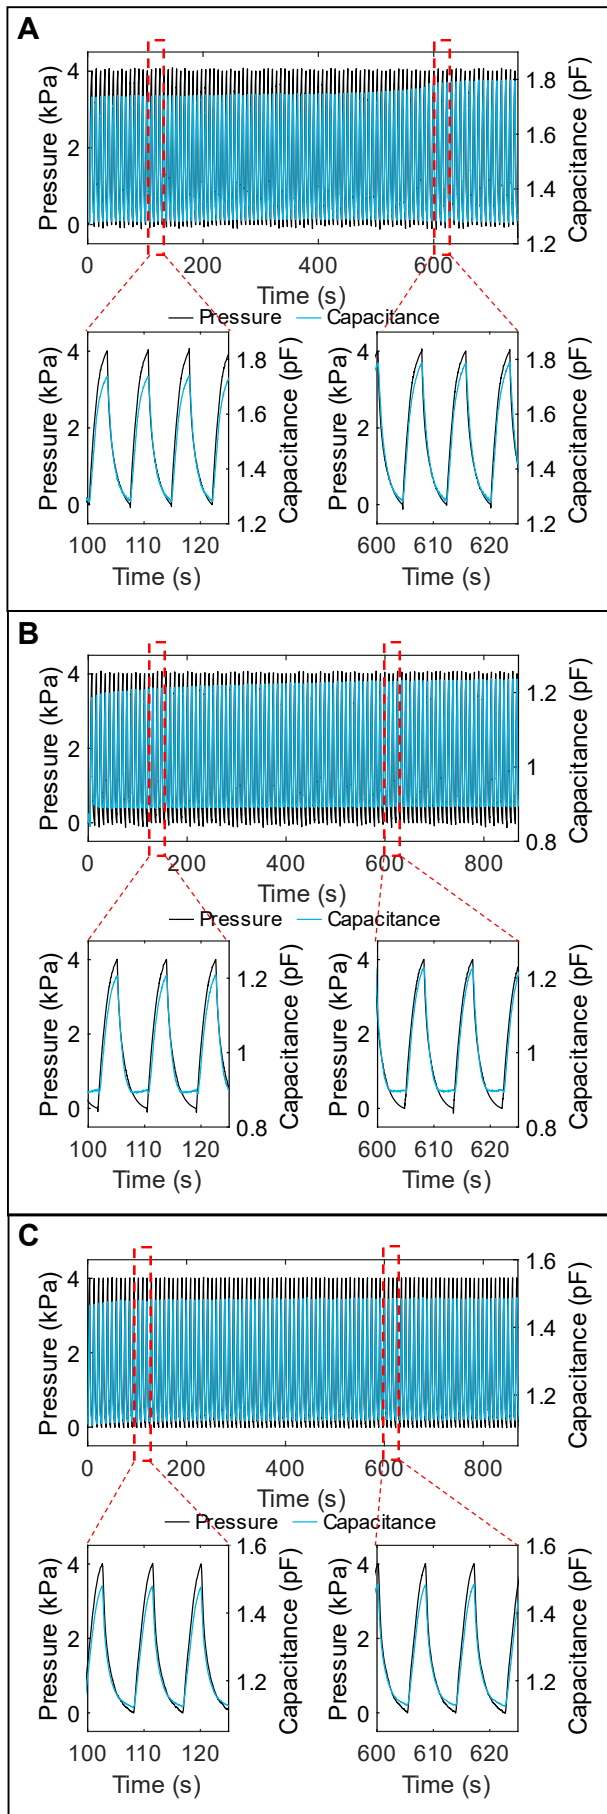 A
Pressure (kPa)
4
2
0
Capacitance (pF)
1.8
1.6
1.4
1.2
0 200 400 600
Time (s)
Pressure Capacitance
Pressure (kPa)
4
2
0
Capacitance (pF)
1.8
1.6
1.4
1.2
100 110 120
Time (s)
Pressure (kPa)
4
2
0
Capacitance (pF)
1.8
1.6
1.4
1.2
600 610 620
Time (s)
B
Pressure (kPa)
4
2
0
Capacitance (pF)
1.2
1
0.8
0 200 400 600 800
Time (s)
Pressure Capacitance
Pressure (kPa)
4
2
0
Capacitance (pF)
1.2
1
0.8
100 110 120
Time (s)
Pressure (kPa)
4
2
0
Capacitance (pF)
1.2
1
0.8
600 610 620
Time (s)
C
Pressure (kPa)
4
2
0
Capacitance (pF)
1.6
1.4
1.2
0 200 400 600 800
Time (s)
Pressure Capacitance
Pressure (kPa)
4
2
0
Capacitance (pF)
1.6
1.4
1.2
100 110 120
Time (s)
Pressure (kPa)
4
2
0
Capacitance (pF)
1.6
1.4
1.2
600 610 620
Time (s)